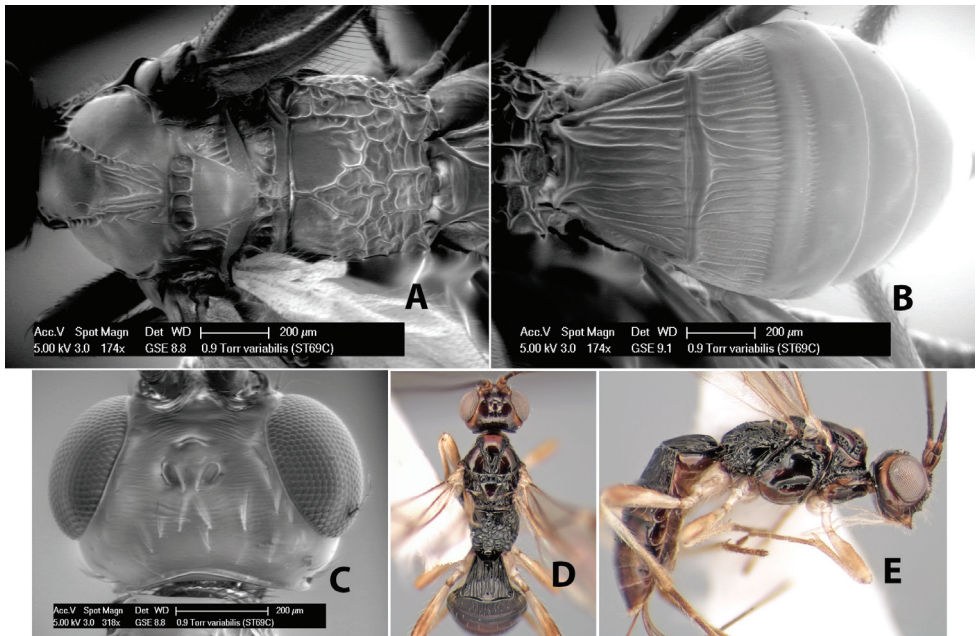 A
Acc.V Spot Magn Det WD 200 µm
5.00 kV 3.0 174x GSE 8.8 0.9 Torr variabilis (ST69C)
B
Acc.V Spot Magn Det WD 200 µm
5.00 kV 3.0 174x GSE 9.1 0.9 Torr variabilis (ST69C)
C
Acc.V Spot Magn Det WD 200 µm
5.00 kV 3.0 318x GSE 8.8 0.9 Torr variabilis (ST69C)
D
E